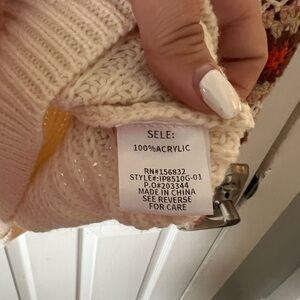 SELE:
100%ACRYLIC
RN#156832
STYLE#:IP8510G-01
P.O#203344
MADE IN CHINA
SEE REVERSE
FOR CARE